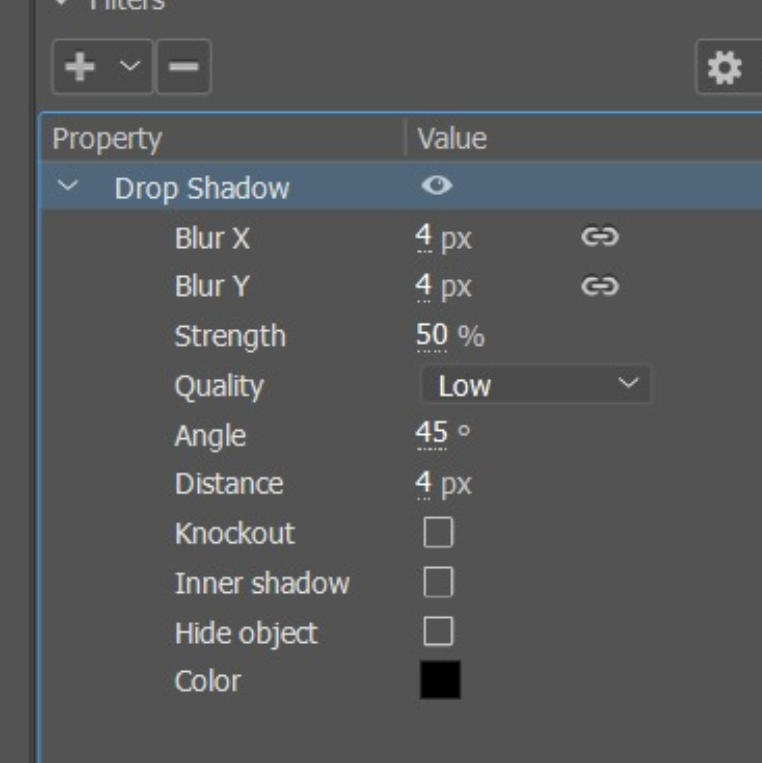 Filters
Property Value
Drop Shadow
Blur X 4 px
Blur Y 4 px
Strength 50 %
Quality Low
Angle 45 °
Distance 4 px
Knockout
Inner shadow
Hide object
Color